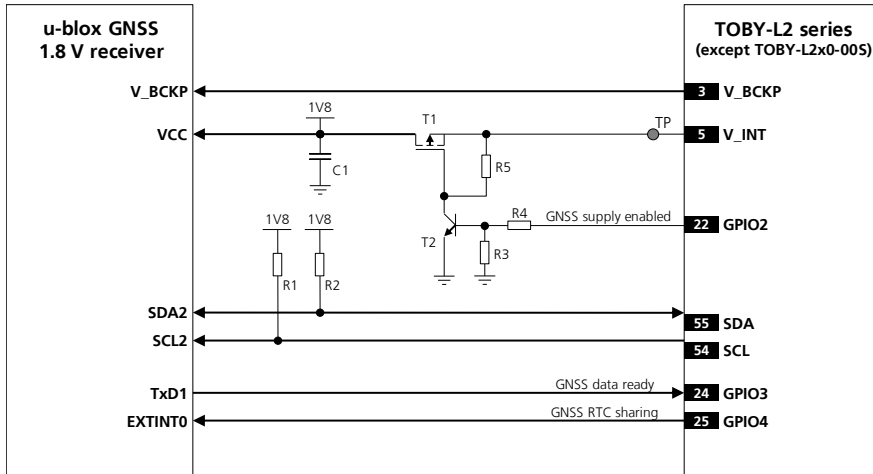 u-blox GNSS
1.8 V receiver
TOBY-L2 series
(except TOBY-L2x0-00S)
V_BCKP
3 V_BCKP
1V8
T1
TP
VCC
5 V_INT
C1
R5
1V8
1V8
R4
GNSS supply enabled
22 GPIO2
T2
R3
R1
R2
SDA2
55 SDA
SCL2
54 SCL
TxD1
GNSS data ready
24 GPIO3
EXTINT0
GNSS RTC sharing
25 GPIO4